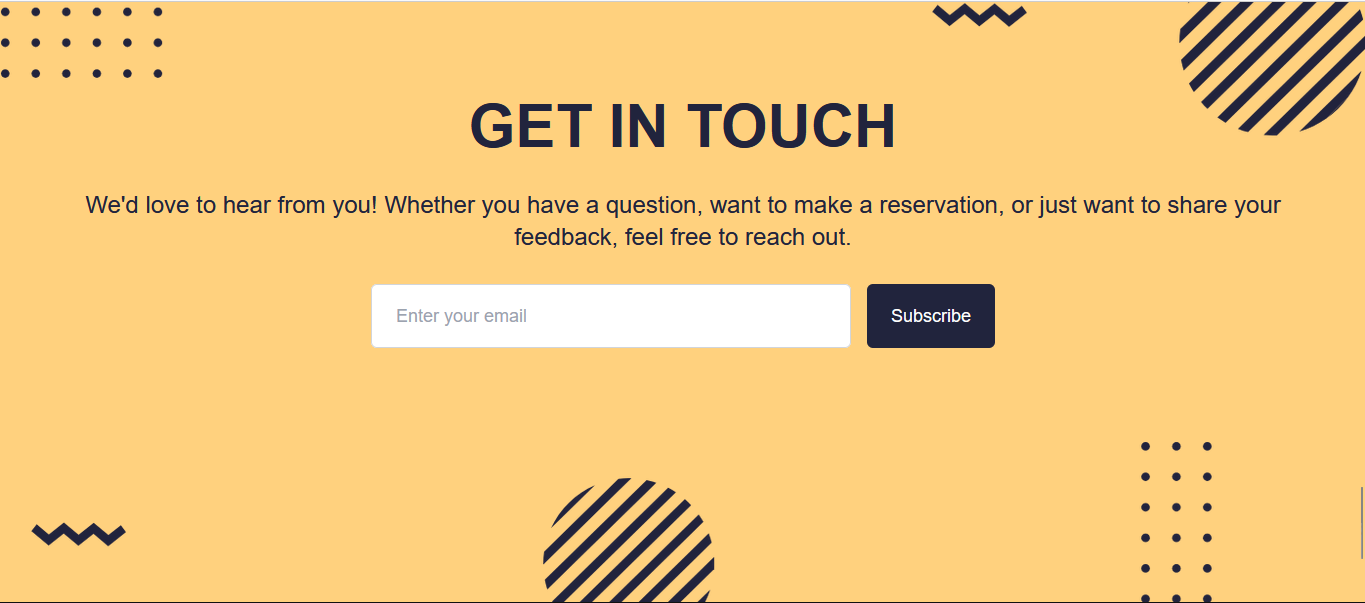 GET IN TOUCH
We'd love to hear from you! Whether you have a question, want to make a reservation, or just want to share your
feedback, feel free to reach out.
Enter your email
Subscribe